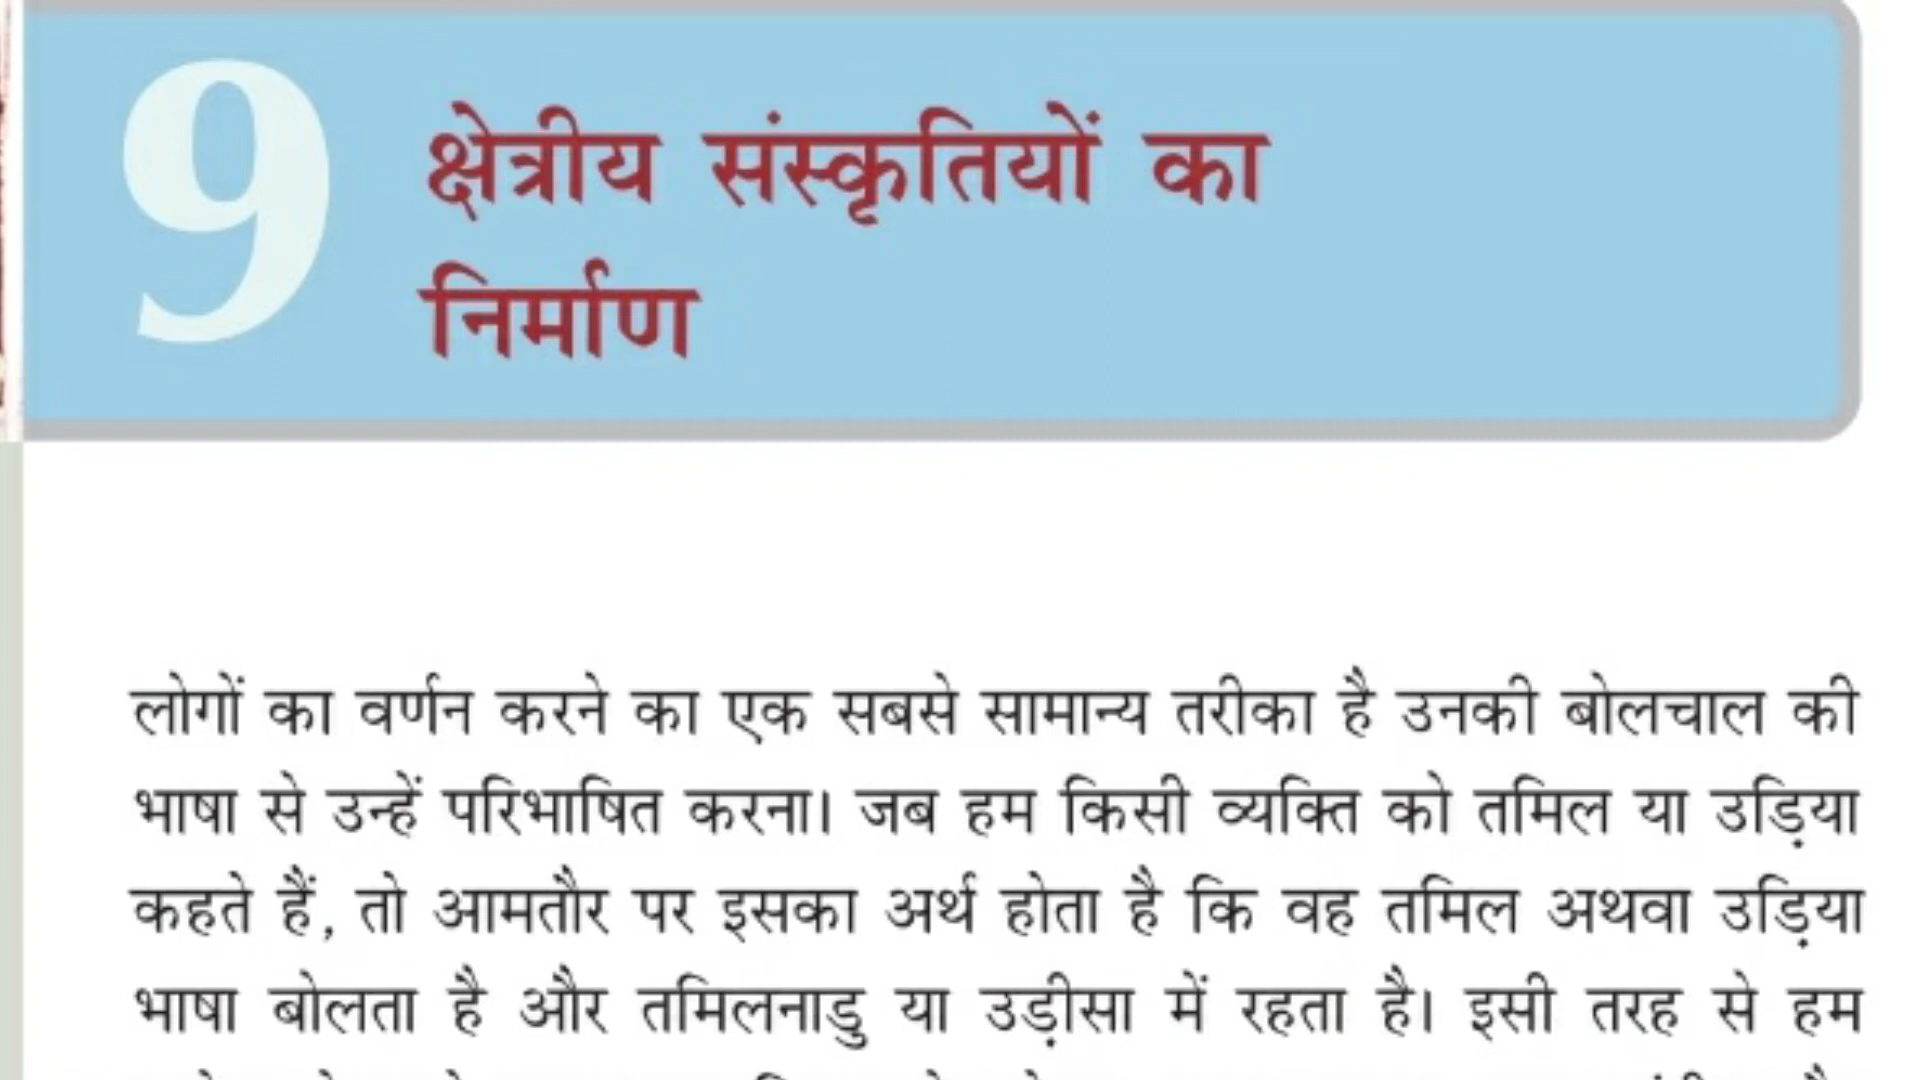 9
क्षेत्रीय संस्कृतियों का
निर्माण
लोगों का वर्णन करने का एक सबसे सामान्य तरीका है उनकी बोलचाल की
भाषा से उन्हें परिभाषित करना। जब हम किसी व्यक्ति को तमिल या उड़िया
कहते हैं, तो आमतौर पर इसका अर्थ होता है कि वह तमिल अथवा उड़िया
भाषा बोलता है और तमिलनाडु या उड़ीसा में रहता है। इसी तरह से हम